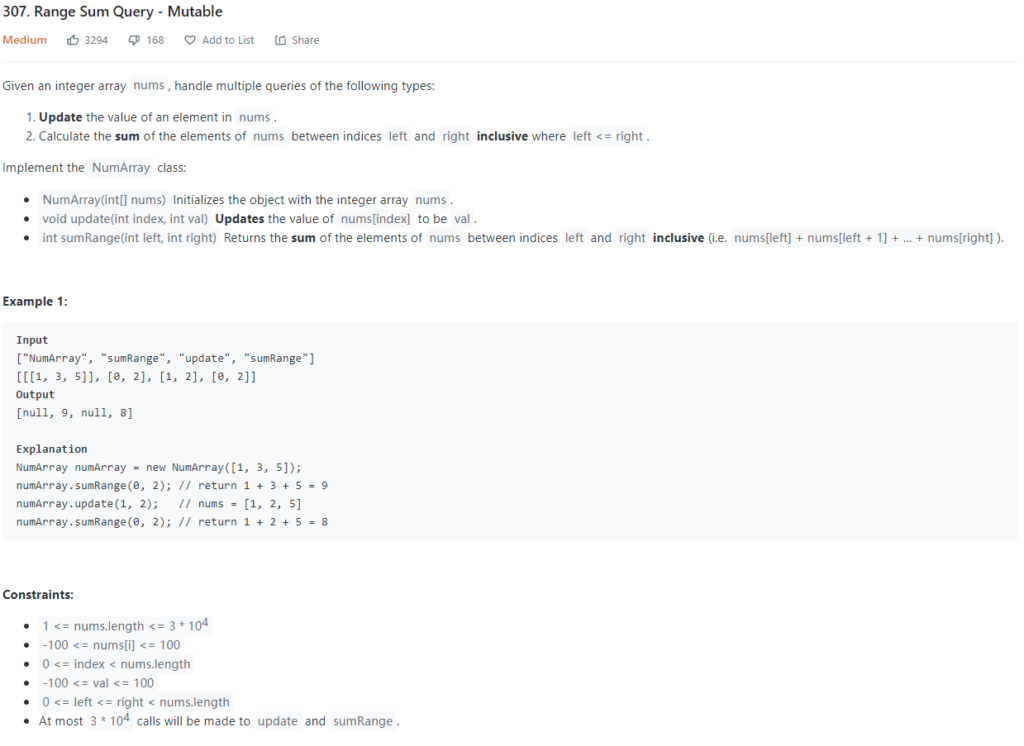 307. Range Sum Query - Mutable
Medium 3294 168 Add to List Share
Given an integer array nums , handle multiple queries of the following types:
1. Update the value of an element in nums .
2. Calculate the sum of the elements of nums between indices left and right inclusive where left <= right .
Implement the NumArray class:
• NumArray(int[] nums) Initializes the object with the integer array nums .
• void update(int index, int val) Updates the value of nums[index] to be val .
• int sumRange(int left, int right) Returns the sum of the elements of nums between indices left and right inclusive (i.e. nums[left] + nums[left + 1] + ... + nums[right] ).
Example 1:
Input
["NumArray", "sumRange", "update", "sumRange"]
[[[1, 3, 5]], [0, 2], [1, 2], [0, 2]]
Output
[null, 9, null, 8]
Explanation
NumArray numArray = new NumArray([1, 3, 5]);
numArray.sumRange(0, 2); // return 1 + 3 + 5 = 9
numArray.update(1, 2);   // nums = [1, 2, 5]
numArray.sumRange(0, 2); // return 1 + 2 + 5 = 8
Constraints:
• 1 <= nums.length <= 3 * 10⁴
• -100 <= nums[i] <= 100
• 0 <= index < nums.length
• -100 <= val <= 100
• 0 <= left <= right < nums.length
• At most 3 * 10⁴ calls will be made to update and sumRange .